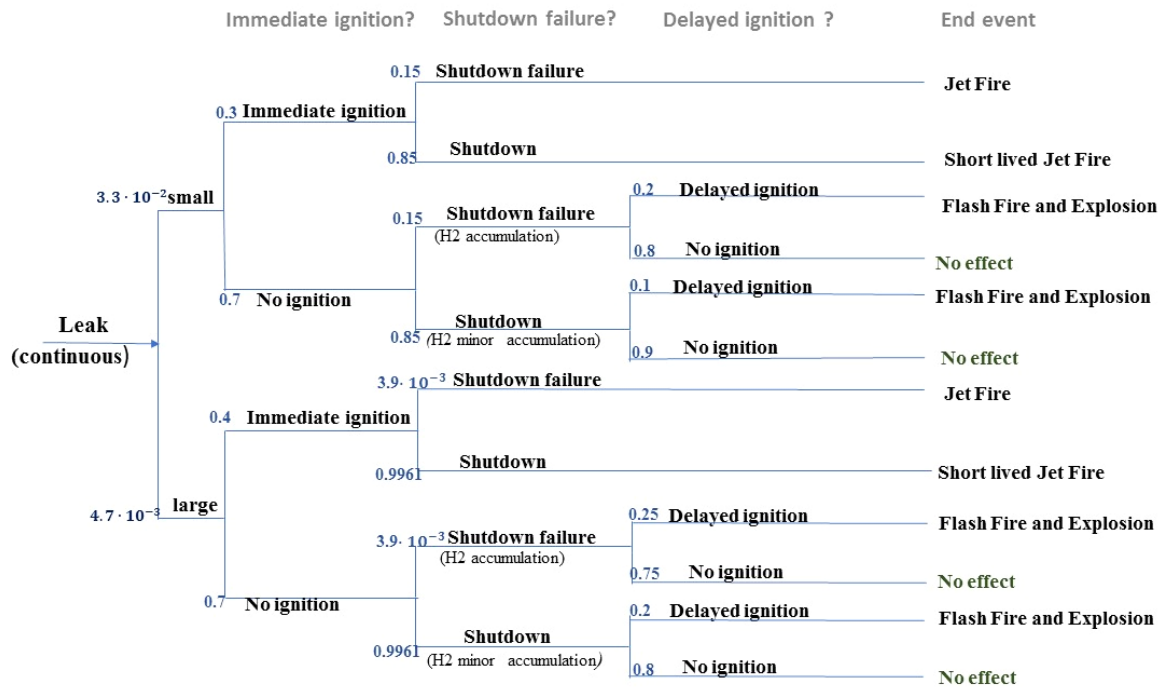 Immediate ignition? Shutdown failure? Delayed ignition ? End event
0.15 Shutdown failure
Jet Fire
0.3 Immediate ignition
0.85 Shutdown
Short lived Jet Fire
3.3 · 10⁻² small
0.2 Delayed ignition
Flash Fire and Explosion
0.15 Shutdown failure
(H2 accumulation)
0.8 No ignition
No effect
0.7 No ignition
0.1 Delayed ignition
Flash Fire and Explosion
0.85 Shutdown
(H2 minor accumulation)
0.9 No ignition
No effect
Leak
(continuous)
3.9· 10⁻³ Shutdown failure
Jet Fire
0.4 Immediate ignition
0.9961 Shutdown
Short lived Jet Fire
4.7 · 10⁻³ large
0.25 Delayed ignition
Flash Fire and Explosion
3.9· 10⁻³ Shutdown failure
(H2 accumulation)
0.75 No ignition
No effect
0.7 No ignition
0.2 Delayed ignition
Flash Fire and Explosion
0.9961 Shutdown
(H2 minor accumulation)
0.8 No ignition
No effect